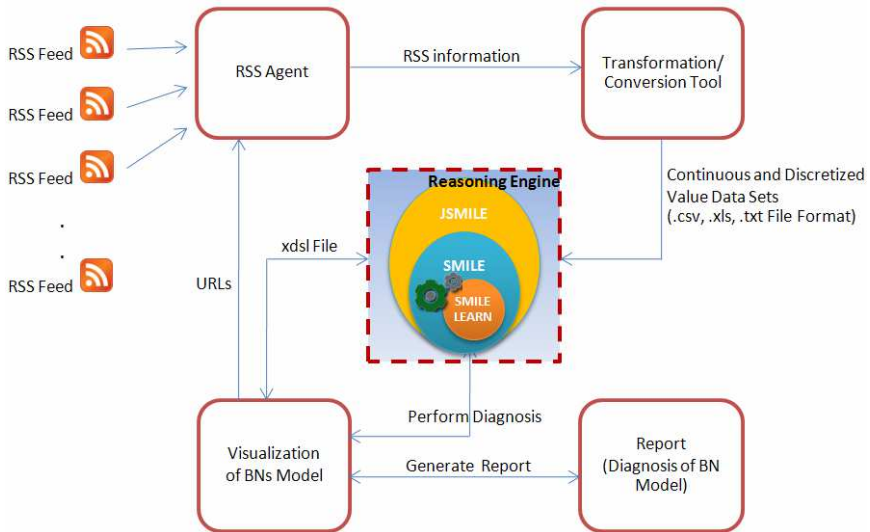 RSS Feed
RSS Feed
RSS Feed
.
.
RSS Feed
RSS Agent
RSS information
Transformation/
Conversion Tool
Continuous and Discretized
Value Data Sets
(.csv, .xls, .txt File Format)
Reasoning Engine
JSMILE
SMILE
SMILE
LEARN
xdsl File
URLs
Perform Diagnosis
Visualization
of BNs Model
Generate Report
Report
(Diagnosis of BN
Model)